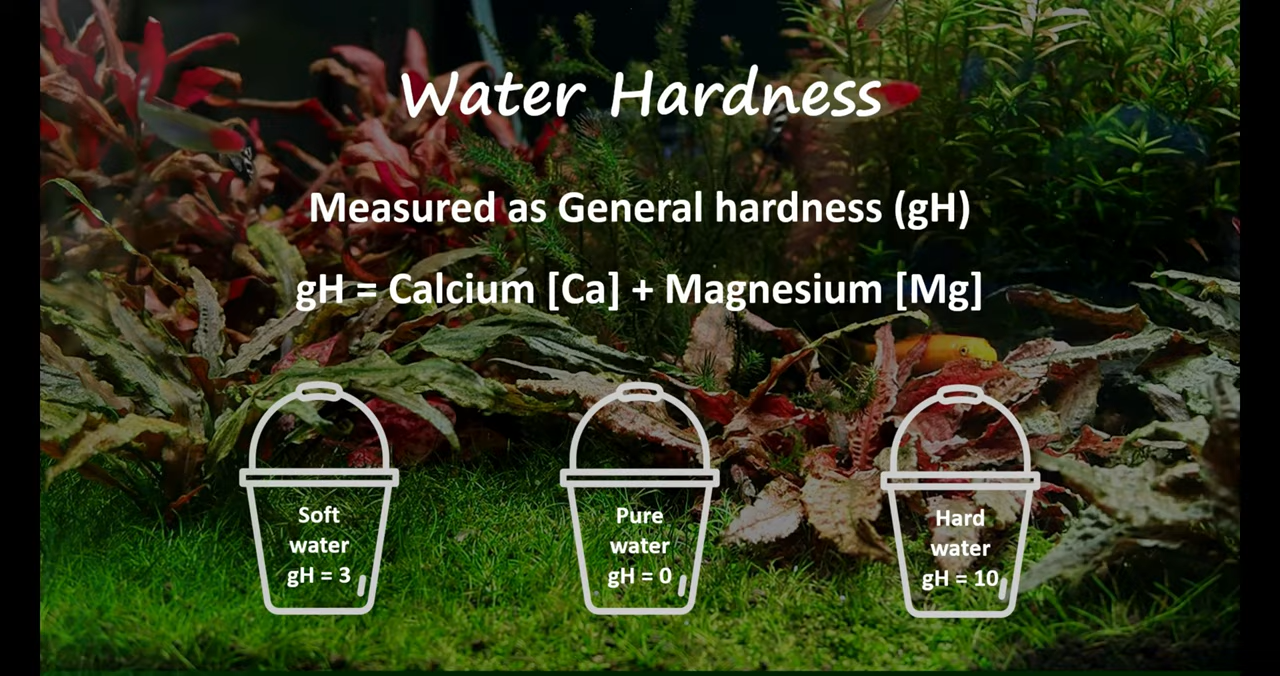 Water Hardness
Measured as General hardness (gH)
gH = Calcium [Ca] + Magnesium [Mg]
Soft
water
gH = 3
Pure
water
gH = 0
Hard
water
gH = 10